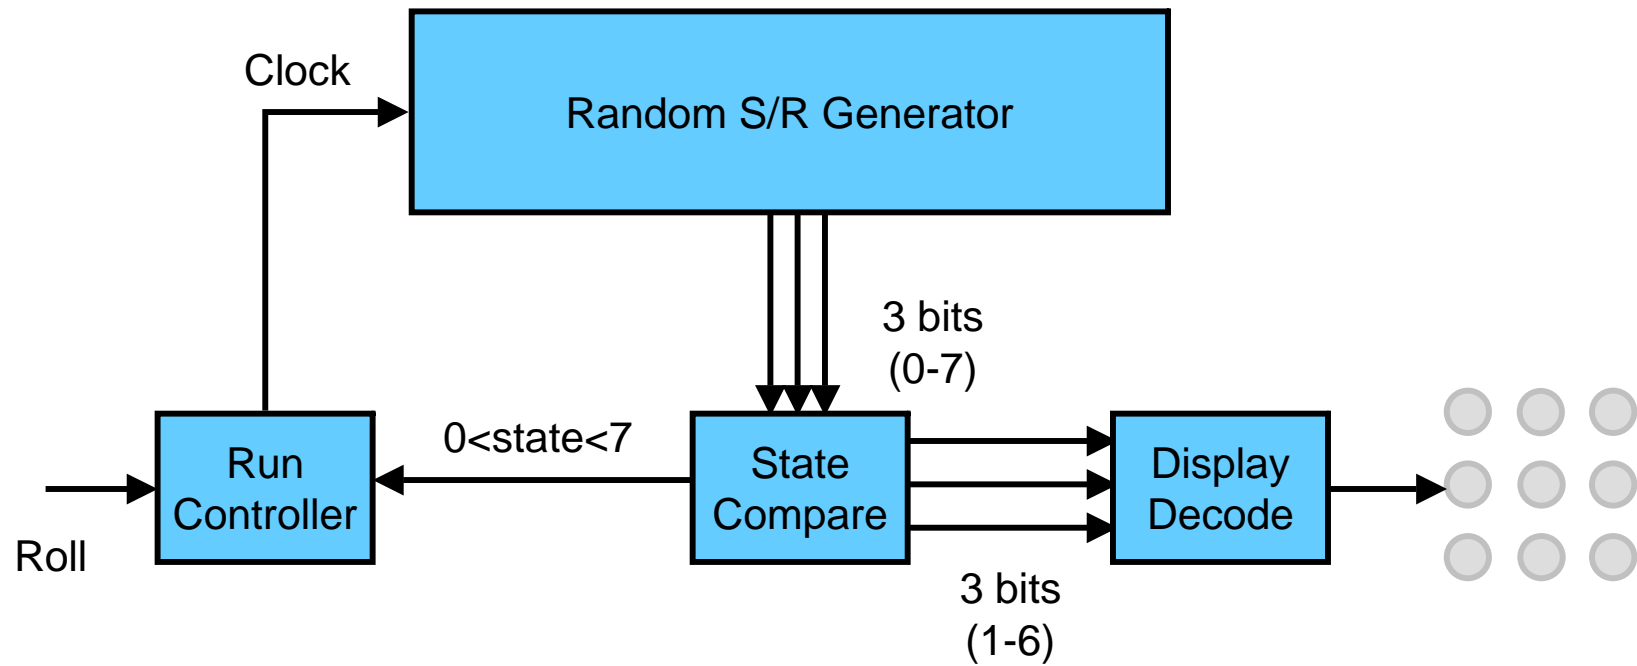 Clock
Random S/R Generator
3 bits
(0-7)
0<state<7
Run
Controller
State
Compare
Display
Decode
Roll
3 bits
(1-6)